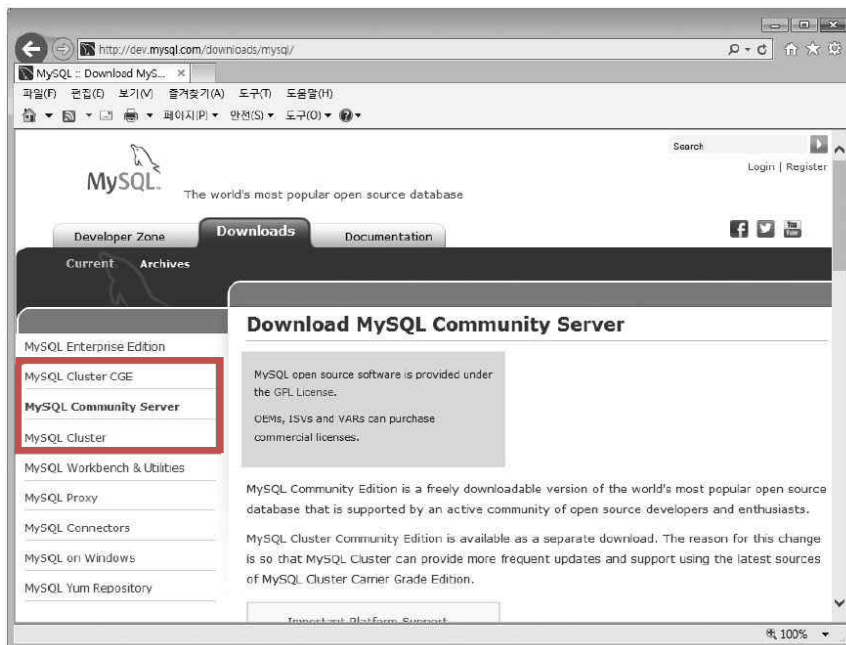 http://dev.mysql.com/downloads/mysql/
MySQL :: Download MyS...
파일(F) 편집(E) 보기(V) 즐겨찾기(A) 도구(T) 도움말(H)
페이지(P) 안전(S) 도구(O)
Search
Login | Register
MySQL
The world's most popular open source database
Developer Zone
Downloads
Documentation
You Tube
Current
Archives
MySQL Enterprise Edition
MySQL Cluster CGE
MySQL Community Server
MySQL Cluster
MySQL Workbench & Utilities
MySQL Proxy
MySQL Connectors
MySQL on Windows
MySQL Yum Repository
Download MySQL Community Server
MySQL open source software is provided under
the GPL License.
OEMs, ISVs and VARs can purchase
commercial licenses.
MySQL Community Edition is a freely downloadable version of the world's most popular open source
database that is supported by an active community of open source developers and enthusiasts.
MySQL Cluster Community Edition is available as a separate download. The reason for this change
is so that MySQL Cluster can provide more frequent updates and support using the latest sources
of MySQL Cluster Carrier Grade Edition.
Important Platform Support
100%